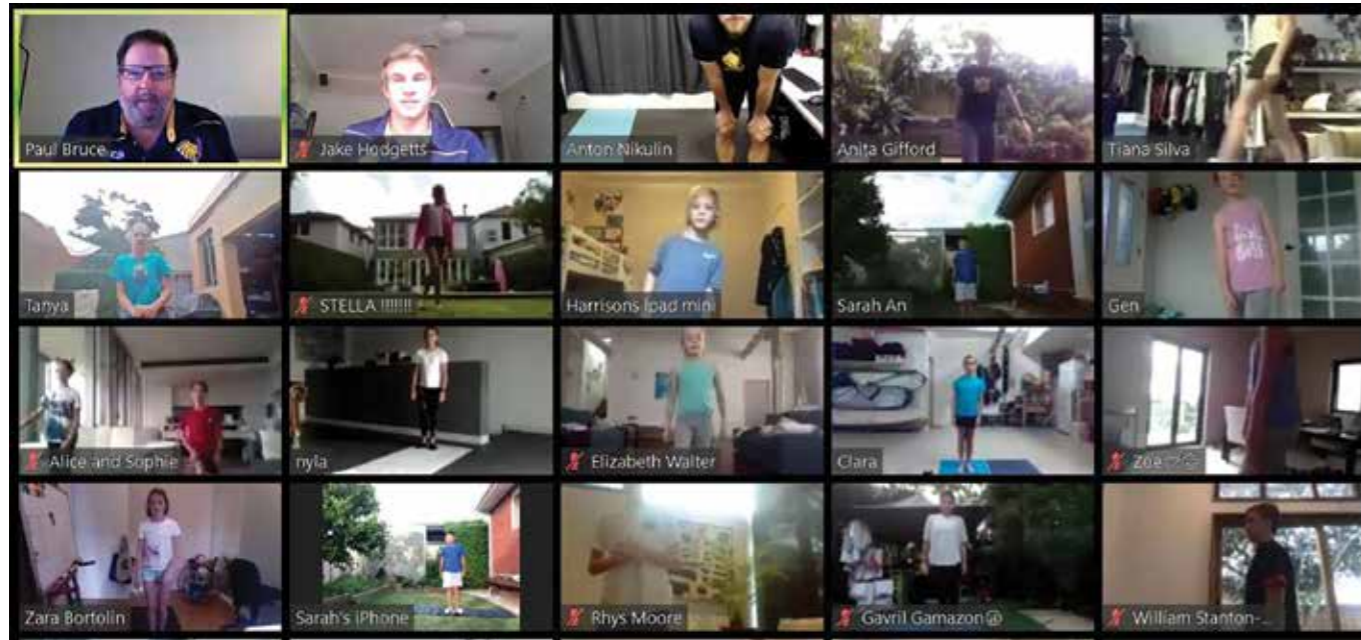 Paul Bruce
Jake Hodgetts
Anton Nikulin
Anita Gifford
Tiana Silva
Tanya
STELLA !!!!!!!
Harrisons ipad mini
Sarah An
Gen
Alice and Sophie
nyla
Elizabeth Walter
Clara
Zoe
Zara Bortolin
Sarah's iPhone
Rhys Moore
Gavril Gamazon
William Stanton-...